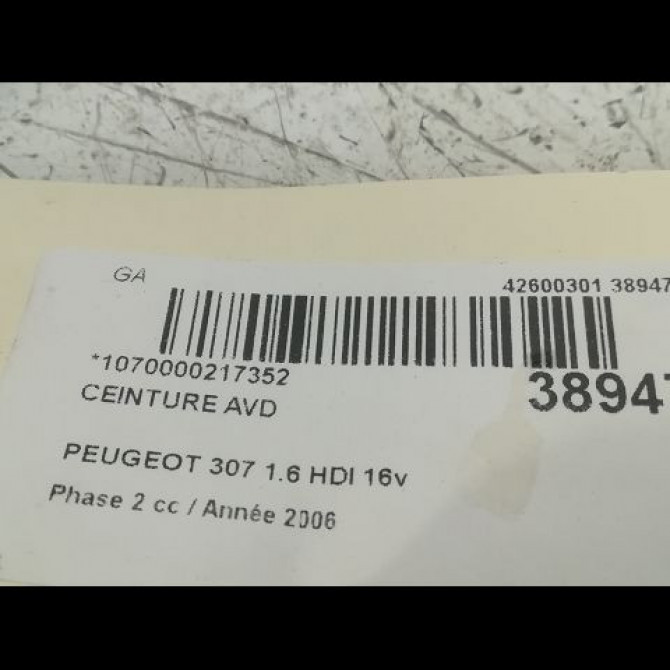 GA
42600301 38947
*1070000217352
38947
CEINTURE AVD
PEUGEOT 307 1.6 HDI 16v
Phase 2 cc / Année 2006